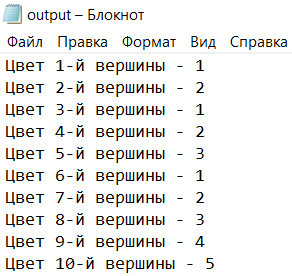 output – Блокнот
Файл Правка Формат Вид Справка
Цвет 1-й вершины - 1
Цвет 2-й вершины - 2
Цвет 3-й вершины - 1
Цвет 4-й вершины - 2
Цвет 5-й вершины - 3
Цвет 6-й вершины - 1
Цвет 7-й вершины - 2
Цвет 8-й вершины - 3
Цвет 9-й вершины - 4
Цвет 10-й вершины - 5